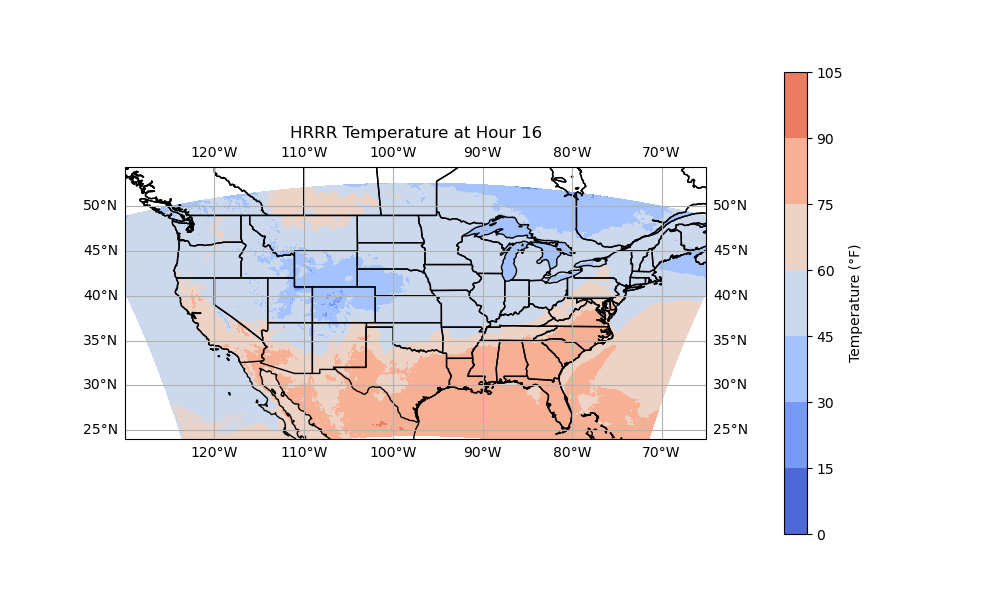 HRRR Temperature at Hour 16
120°W 110°W 100°W 90°W 80°W 70°W
50°N 50°N
45°N 45°N
40°N 40°N
35°N 35°N
30°N 30°N
25°N 25°N
120°W 110°W 100°W 90°W 80°W 70°W
105
90
75
60
45
30
15
0
Temperature (°F)